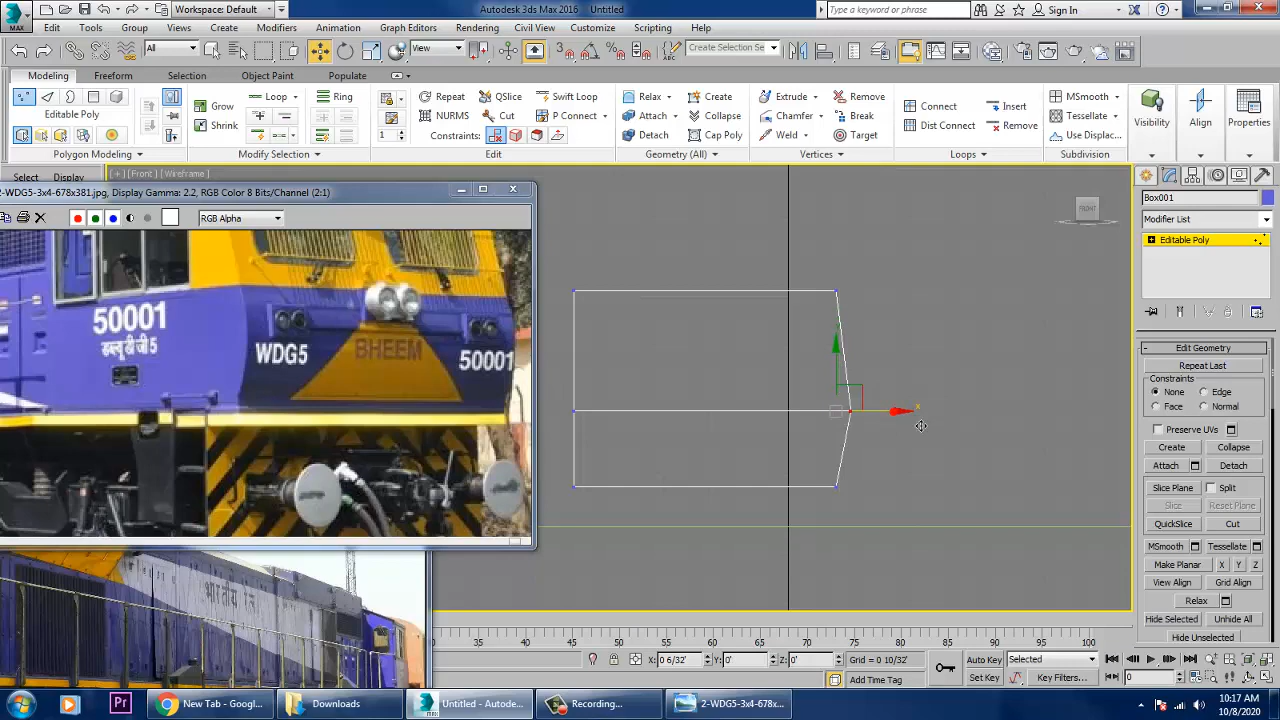 MAX
Workspace: Default
Autodesk 3ds Max 2016    Untitled
Type a keyword or phrase
Sign In
Edit Tools Group Views Create Modifiers Animation Graph Editors Rendering Civil View Customize Scripting Help
All
View
Create Selection Se
Modeling Freeform Selection Object Paint Populate
Editable Poly
Polygon Modeling
Grow
Shrink
Loop
Ring
Modify Selection
1
Repeat QSlice Swift Loop
NURMS Cut P Connect
Constraints:
Edit
Relax Create
Attach Collapse
Detach Cap Poly
Geometry (All)
Extrude Remove
Chamfer Break
Weld Target
Vertices
Connect Insert
Dist Connect Remove
Loops
MSmooth
Tessellate
Use Displac...
Subdivision
Visibility
Align
Properties
Select Display
[ + ] [ Front ] [ Wireframe ]
2-WDG5-3x4-678x381.jpg, Display Gamma: 2.2, RGB Color 8 Bits/Channel (2:1)
RGB Alpha
50001
डब्ल्यू डी जी 5
WDG5
BHEEM
50001
भारतीय रेल
FRONT
x
Box001
Modifier List
Editable Poly
- Edit Geometry
Repeat Last
Constraints
None Edge
Face Normal
Preserve UVs
Create Collapse
Attach Detach
Slice Plane Split
Slice Reset Plane
QuickSlice Cut
MSmooth Tessellate
Make Planar X Y Z
View Align Grid Align
Relax
Hide Selected Unhide All
Hide Unselected
35 40 45 50 55 60 65 70 75 80 85 90 95 100
X: 0 6/32' Y: 0' Z: 0' Grid = 0 10/32'
Add Time Tag
Auto Key Selected
Set Key Key Filters...
0
Pr
New Tab - Googl...
Downloads
Untitled - Autode...
Recording...
2-WDG5-3x4-678x...
10:17 AM
10/8/2020